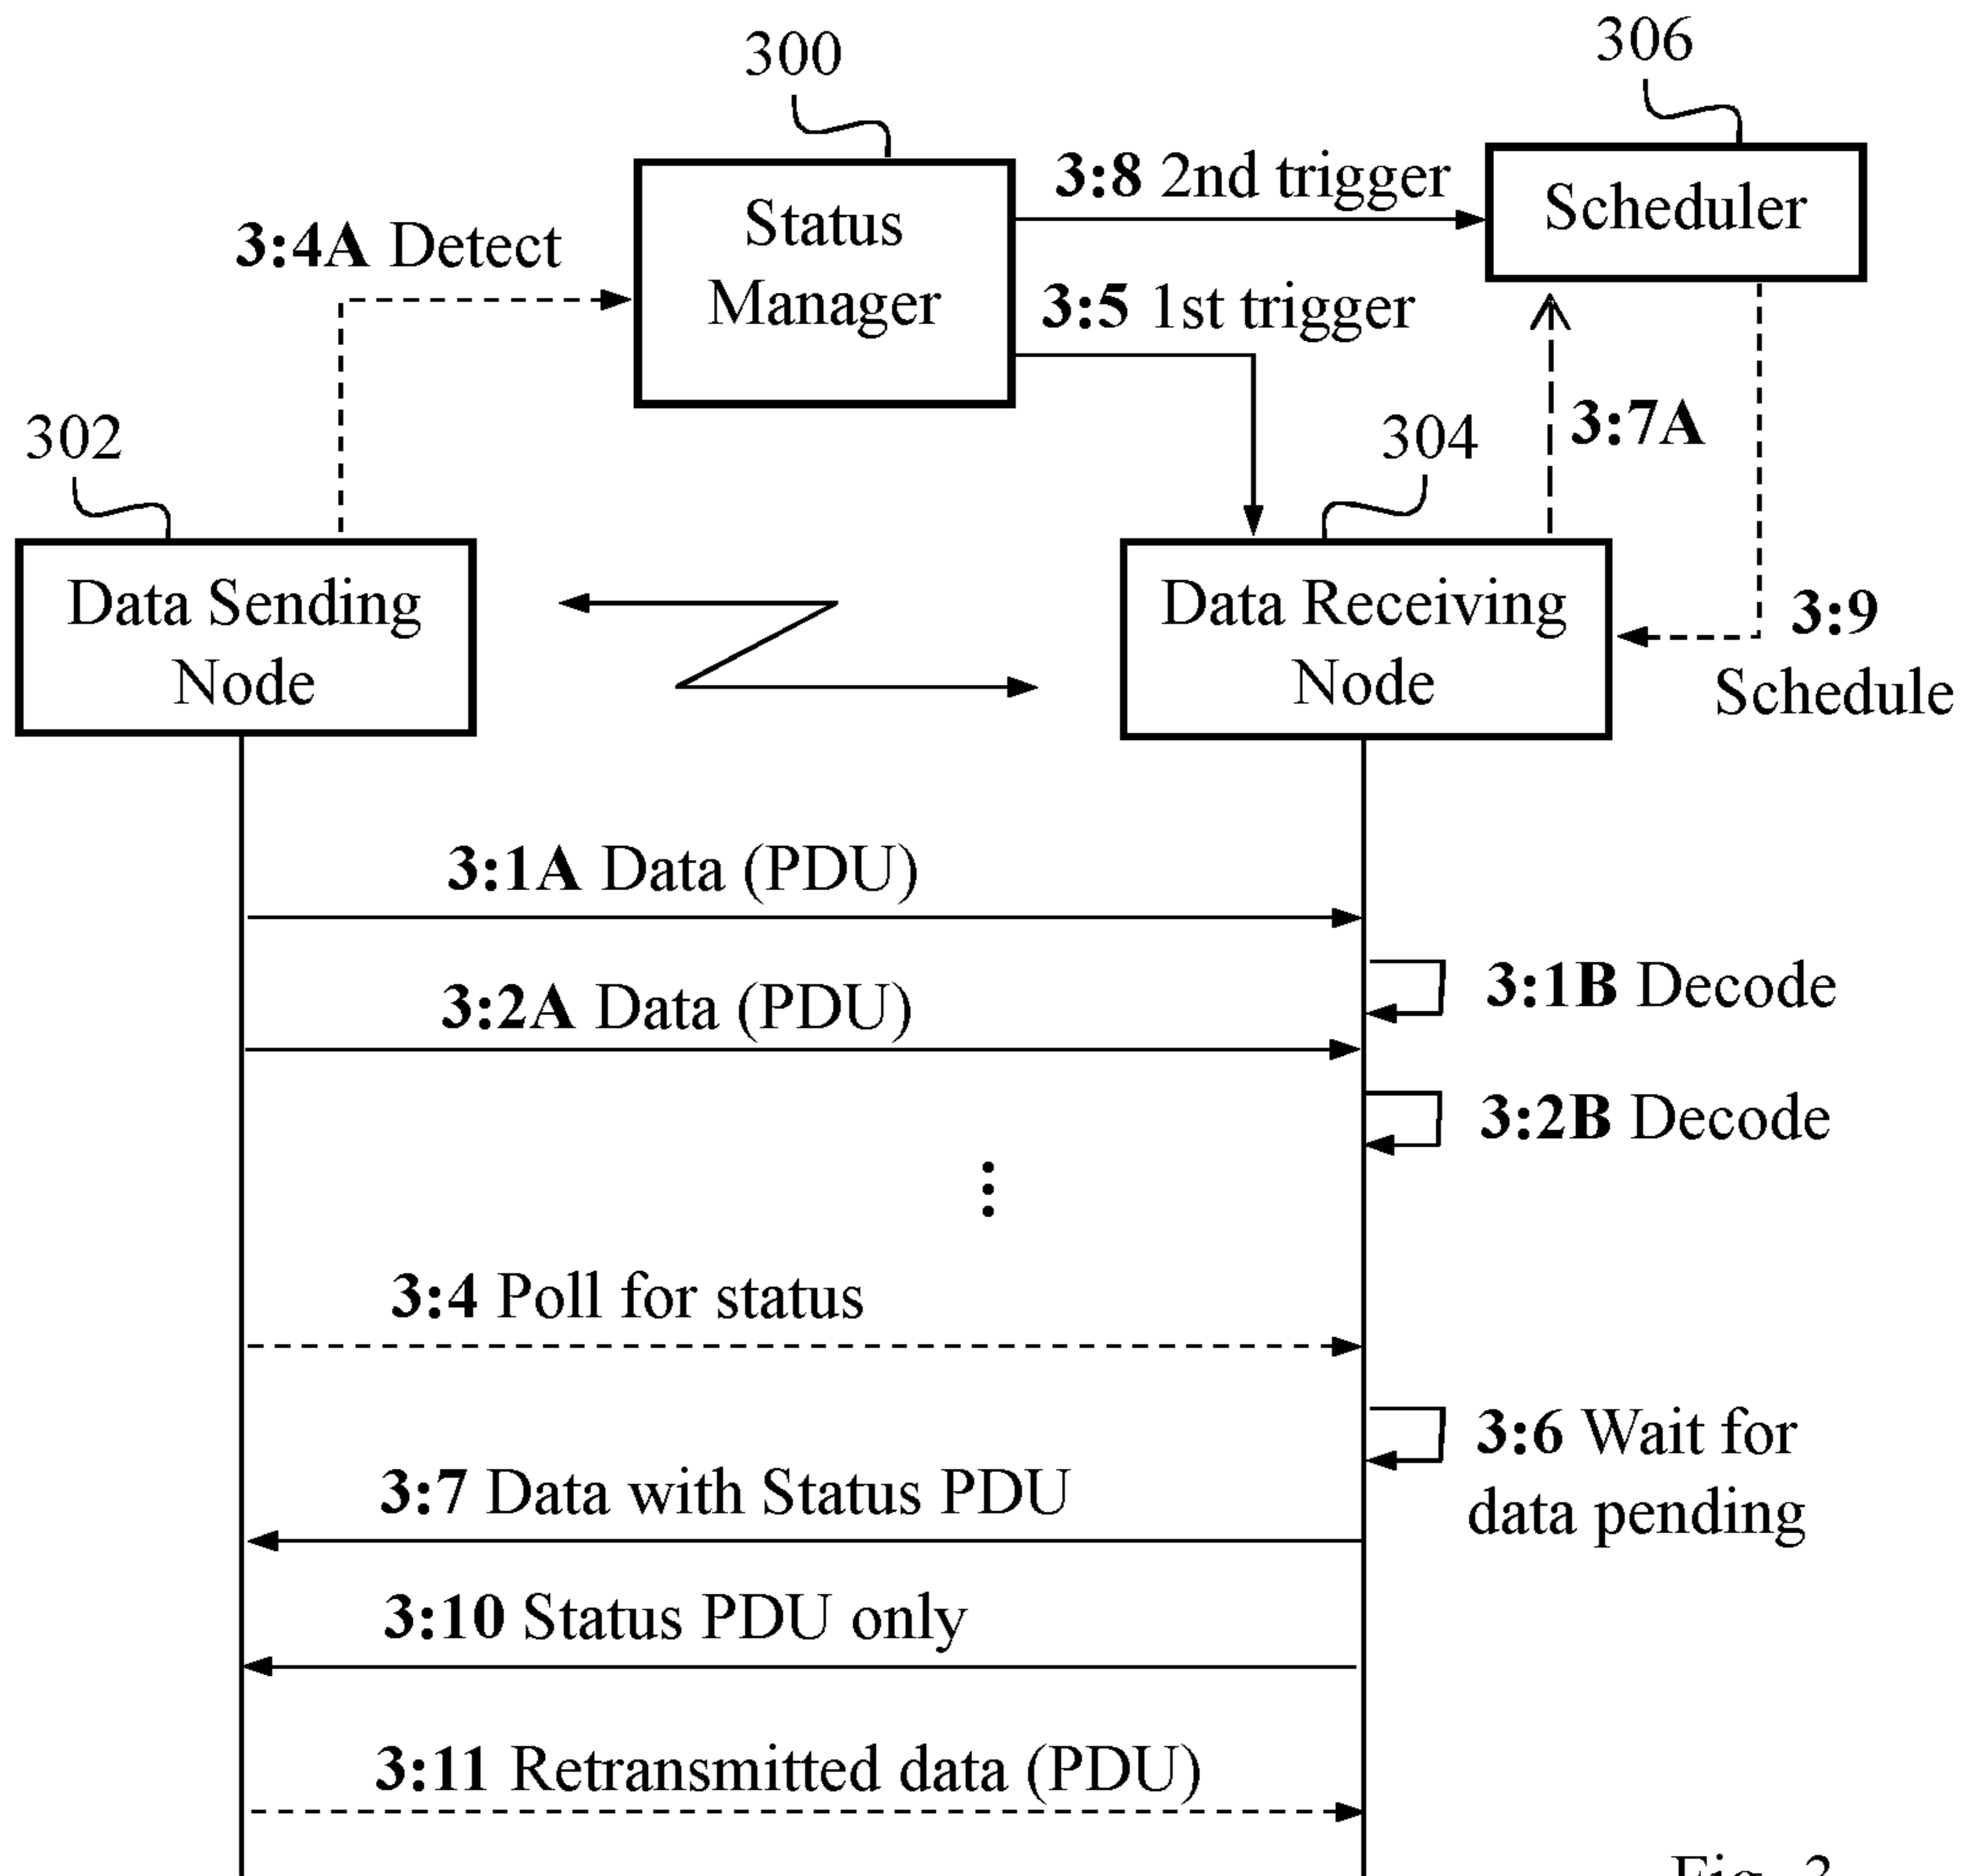 300
306
3:8 2nd trigger
Scheduler
Status
Manager
3:4A Detect
3:5 1st trigger
302
304
3:7A
Data Sending
Node
Data Receiving
Node
3:9
Schedule
3:1A Data (PDU)
3:1B Decode
3:2A Data (PDU)
3:2B Decode
3:4 Poll for status
3:6 Wait for
data pending
3:7 Data with Status PDU
3:10 Status PDU only
3:11 Retransmitted data (PDU)
Fig. 3